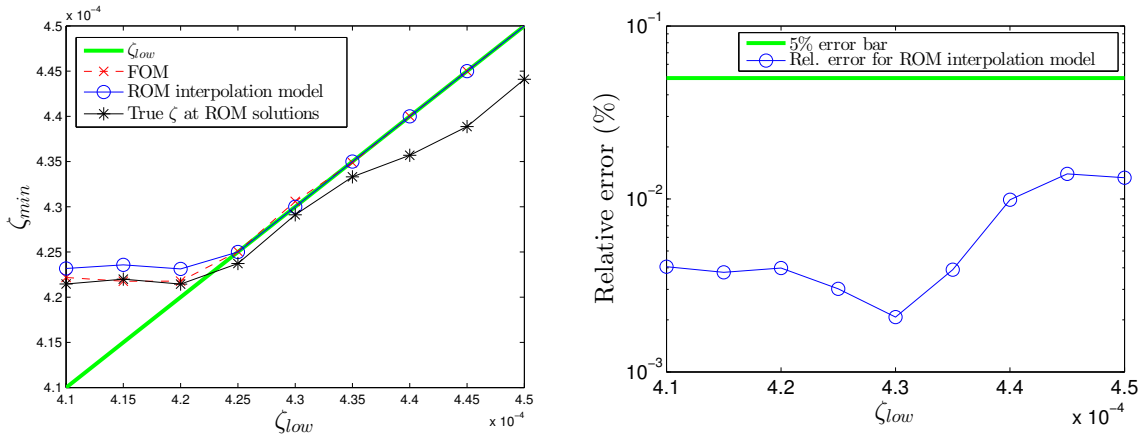 x 10⁻⁴
4.5
4.45
4.4
4.35
4.3
4.25
4.2
4.15
4.1
ζ_min
ζ_low
FOM
ROM interpolation model
True ζ at ROM solutions
4.1 4.15 4.2 4.25 4.3 4.35 4.4 4.45 4.5
ζ_low
x 10⁻⁴
10⁻¹
10⁻²
10⁻³
Relative error (%)
5% error bar
Rel. error for ROM interpolation model
4.1 4.2 4.3 4.4 4.5
ζ_low
x 10⁻⁴